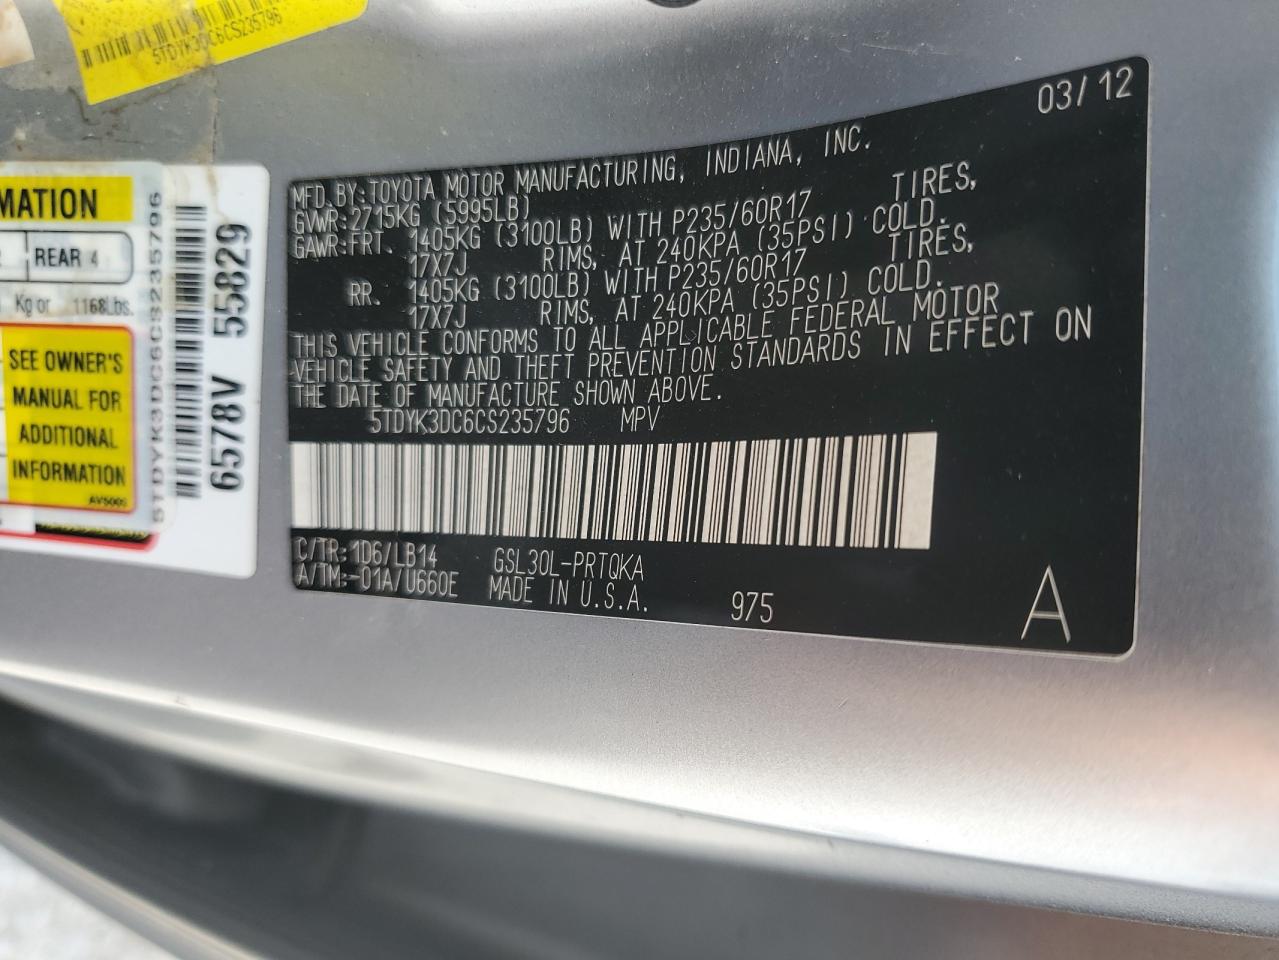 5TDYK3DC6CS235796
MATION
REAR 4
Kg or 1168Lbs.
SEE OWNER'S
MANUAL FOR
ADDITIONAL
INFORMATION
AV5005
5TDYK3DC6CS235796
6578V 55829
03/12
MFD.BY:TOYOTA MOTOR MANUFACTURING, INDIANA, INC.
GVWR:2715KG (5995LB)
GAWR:FRT. 1405KG (3100LB) WITH P235/60R17 TIRES,
17X7J RIMS, AT 240KPA (35PSI) COLD.
RR. 1405KG (3100LB) WITH P235/60R17 TIRES,
17X7J RIMS, AT 240KPA (35PSI) COLD.
THIS VEHICLE CONFORMS TO ALL APPLICABLE FEDERAL MOTOR
VEHICLE SAFETY AND THEFT PREVENTION STANDARDS IN EFFECT ON
THE DATE OF MANUFACTURE SHOWN ABOVE.
5TDYK3DC6CS235796 MPV
C/TR:1D6/LB14 GSL30L-PRTQKA
A/TM:-01A/U660E MADE IN U.S.A. 975
A